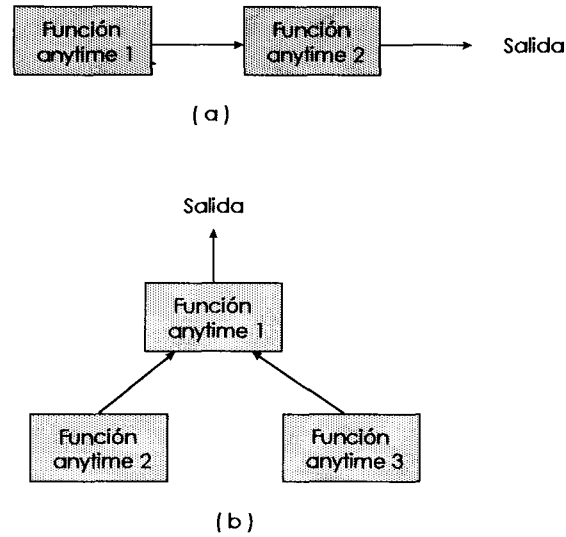 Función
anytime 1
Función
anytime 2
Salida
( a )
Salida
Función
anytime 1
Función
anytime 2
Función
anytime 3
( b )